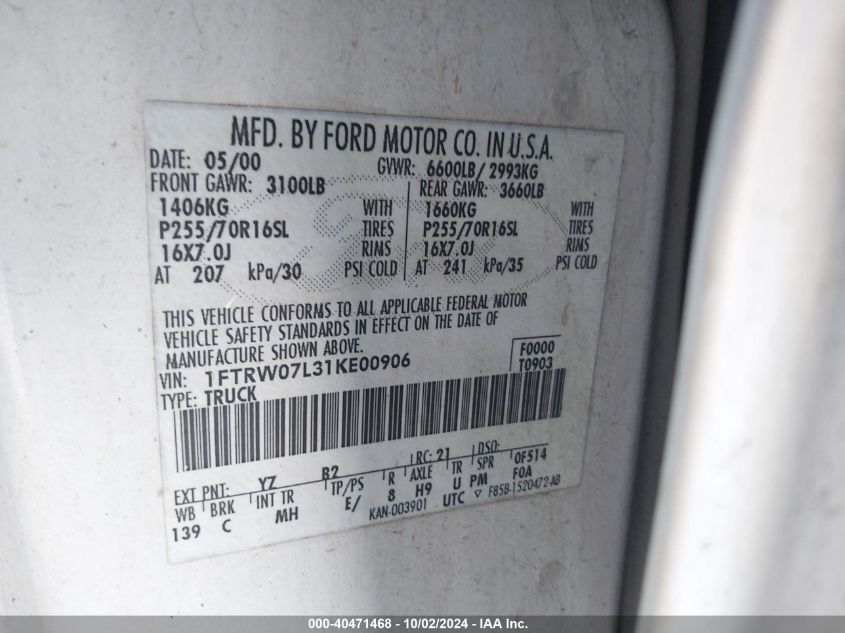 MFD. BY FORD MOTOR CO. IN U.S.A.
DATE: 05/00 GVWR: 6600LB/ 2993KG
FRONT GAWR: 3100LB REAR GAWR: 3660LB
1406KG WITH 1660KG WITH
P255/70R16SL TIRES P255/70R16SL TIRES
16X7.0J RIMS 16X7.0J RIMS
AT 207 kPa/30 PSI COLD AT 241 kPa/35 PSI COLD
THIS VEHICLE CONFORMS TO ALL APPLICABLE FEDERAL MOTOR
VEHICLE SAFETY STANDARDS IN EFFECT ON THE DATE OF
MANUFACTURE SHOWN ABOVE.
VIN: 1FTRW07L31KE00906 F0000
TYPE: TRUCK T0903
EXT PNT: YZ B2 RC: 21 DSO:
WB BRK INT TR TP/PS R AXLE TR SPR 0F514
139 C MH E/ 8 H9 U PM F0A
KAN-003901 UTC ▽ F85B-1520472-AB
000-40471468 - 10/02/2024 - IAA Inc.